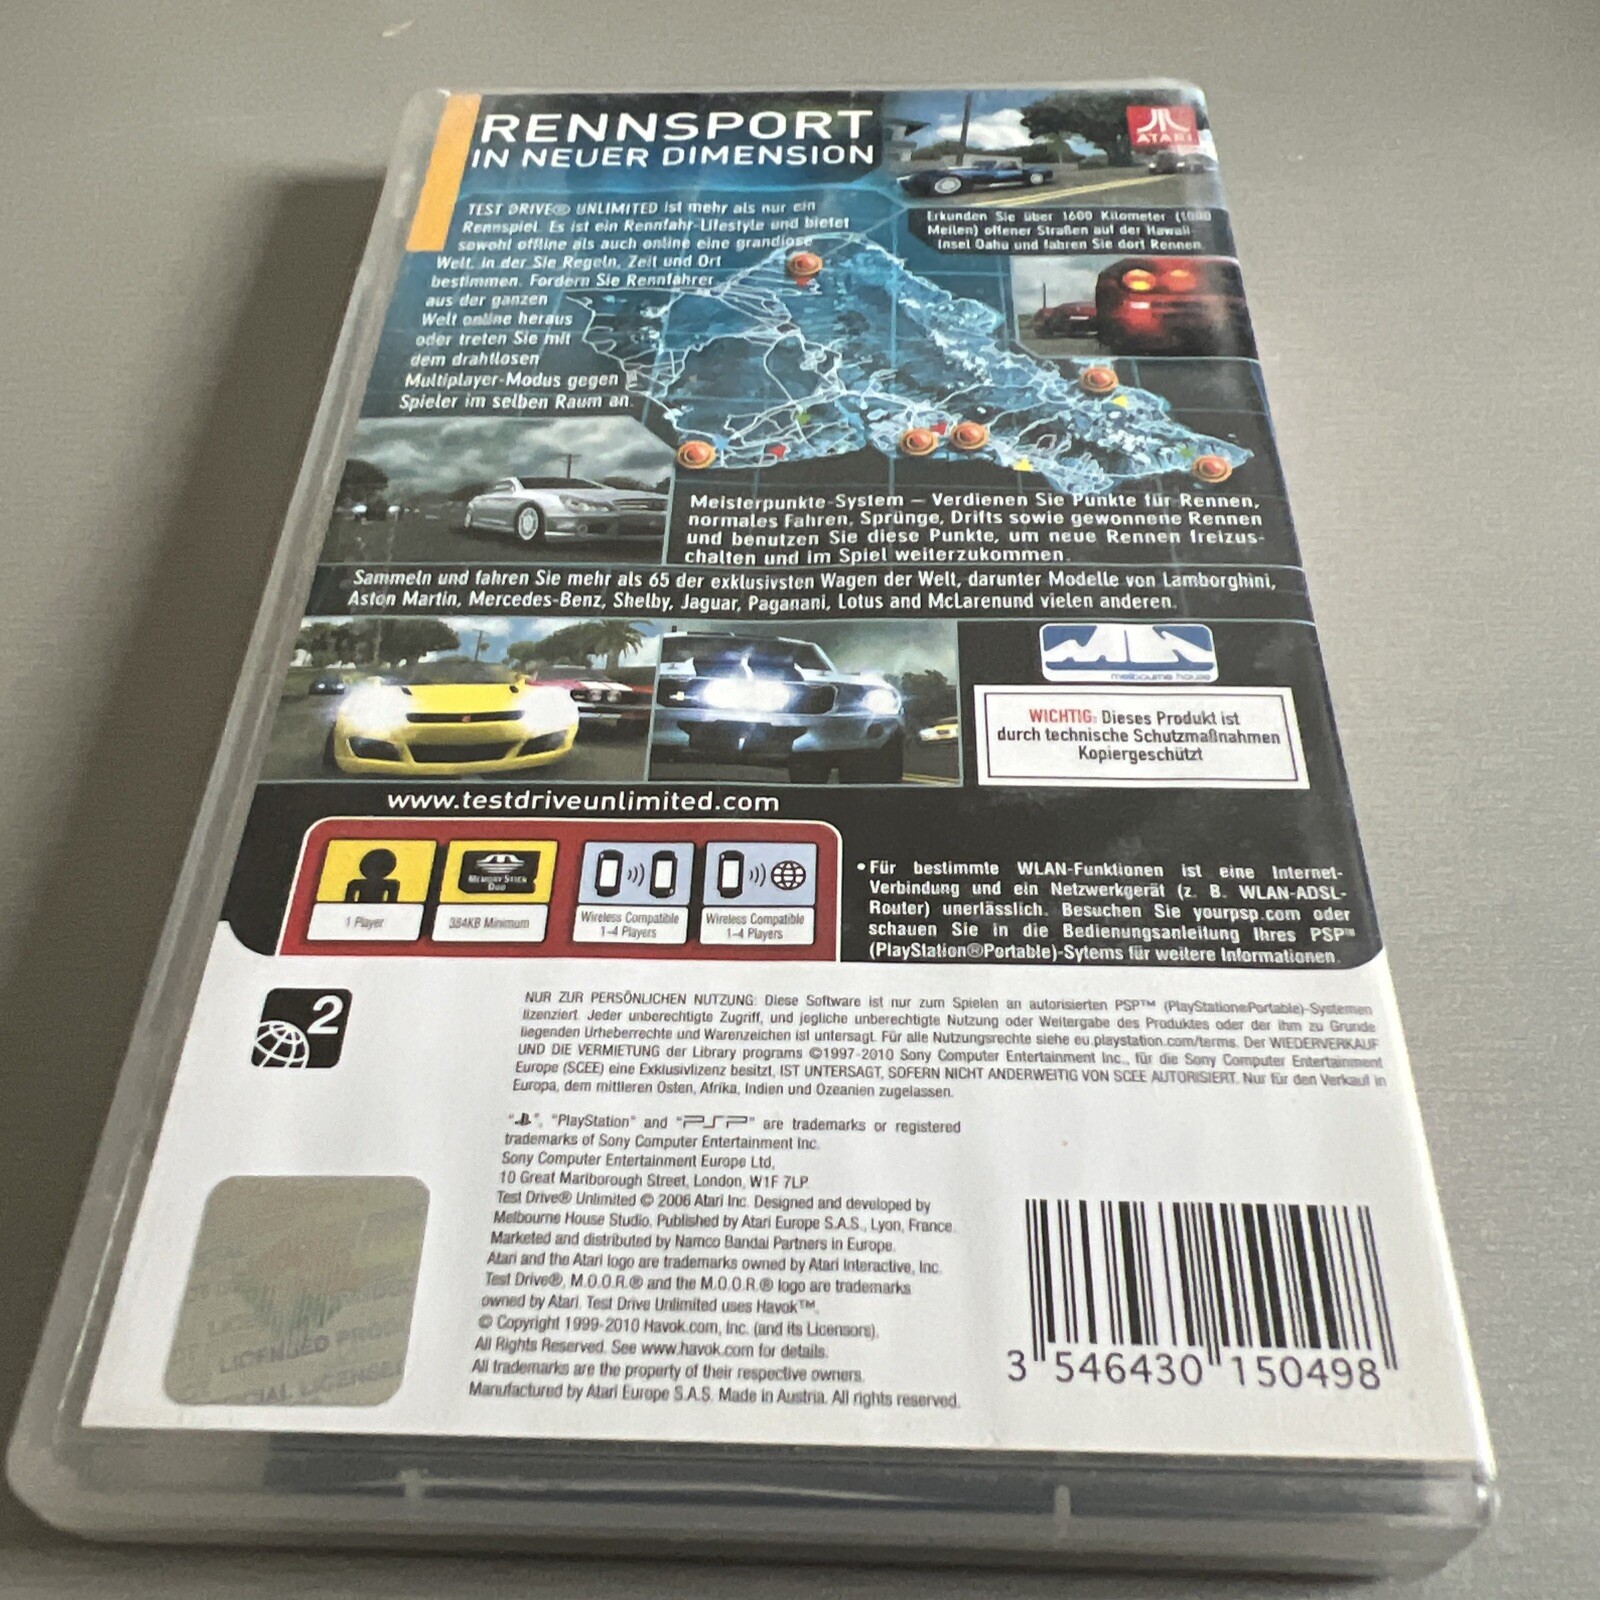 RENNSPORT
IN NEUER DIMENSION
ATARI
TEST DRIVE® UNLIMITED ist mehr als nur ein
Rennspiel. Es ist ein Rennfahr-Lifestyle und bietet
sowohl offline als auch online eine grandiose
Welt, in der Sie Regeln, Zeit und Ort
bestimmen. Fordern Sie Rennfahrer
aus der ganzen
Welt online heraus
oder treten Sie mit
dem drahtlosen
Multiplayer-Modus gegen
Spieler im selben Raum an.
Erkunden Sie über 1600 Kilometer (1000
Meilen) offener Straßen auf der Hawaii-
Insel Oahu und fahren Sie dort Rennen.
Meisterpunkte-System – Verdienen Sie Punkte für Rennen,
normales Fahren, Sprünge, Drifts sowie gewonnene Rennen
und benutzen Sie diese Punkte, um neue Rennen freizus-
chalten und im Spiel weiterzukommen.
Sammeln und fahren Sie mehr als 65 der exklusivsten Wagen der Welt, darunter Modelle von Lamborghini,
Aston Martin, Mercedes-Benz, Shelby, Jaguar, Paganani, Lotus and McLarenund vielen anderen.
melbourne house
WICHTIG: Dieses Produkt ist
durch technische Schutzmaßnahmen
Kopiergeschützt
www.testdriveunlimited.com
MEMORY STICK
DUO
1 Player
384KB Minimum
Wireless Compatible
1-4 Players
Wireless Compatible
1-4 Players
• Für bestimmte WLAN-Funktionen ist eine Internet-
Verbindung und ein Netzwerkgerät (z. B. WLAN-ADSL-
Router) unerlässlich. Besuchen Sie yourpsp.com oder
schauen Sie in die Bedienungsanleitung Ihres PSP™
(PlayStation®Portable)-Sytems für weitere Informationen.
2
NUR ZUR PERSÖNLICHEN NUTZUNG: Diese Software ist nur zum Spielen an autorisierten PSP™ (PlayStation®Portable)-Systemen
lizenziert. Jeder unberechtigte Zugriff, und jegliche unberechtigte Nutzung oder Weitergabe des Produktes oder der ihm zu Grunde
liegenden Urheberrechte und Warenzeichen ist untersagt. Für alle Nutzungsrechte siehe eu.playstation.com/terms. Der WIEDERVERKAUF
UND DIE VERMIETUNG der Library programs ©1997-2010 Sony Computer Entertainment Inc., für die Sony Computer Entertainment
Europe (SCEE) eine Exklusivlizenz besitzt, IST UNTERSAGT, SOFERN NICHT ANDERWEITIG VON SCEE AUTORISIERT. Nur für den Verkauf in
Europa, dem mittleren Osten, Afrika, Indien und Ozeanien zugelassen.
" ", "PlayStation" and "PSP" are trademarks or registered
trademarks of Sony Computer Entertainment Inc.
Sony Computer Entertainment Europe Ltd,
10 Great Marlborough Street, London, W1F 7LP.
Test Drive® Unlimited © 2006 Atari Inc. Designed and developed by
Melbourne House Studio. Published by Atari Europe S.A.S., Lyon, France.
Marketed and distributed by Namco Bandai Partners in Europe.
Atari and the Atari logo are trademarks owned by Atari Interactive, Inc.
Test Drive®, M.O.O.R.® and the M.O.O.R.® logo are trademarks
owned by Atari. Test Drive Unlimited uses Havok™.
© Copyright 1999-2010 Havok.com, Inc. (and its Licensors).
All Rights Reserved. See www.havok.com for details.
All trademarks are the property of their respective owners.
Manufactured by Atari Europe S.A.S. Made in Austria. All rights reserved.
LICENSED
3 546430 150498